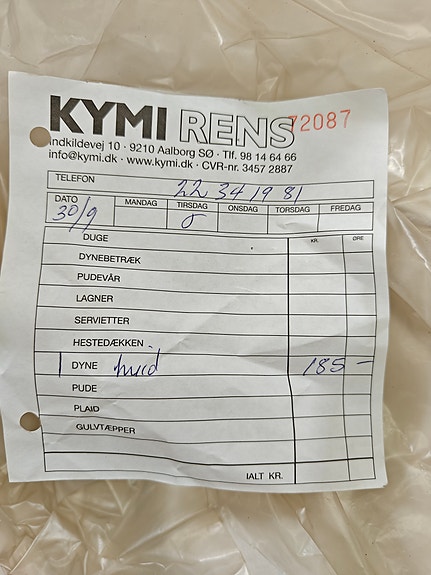 KYMI RENS 72087
Indkildevej 10 · 9210 Aalborg SØ · Tlf. 98 14 64 66
info@kymi.dk · www.kymi.dk · CVR-nr. 3457 2887
TELEFON 22 34 19 81
DATO MANDAG TIRSDAG ONSDAG TORSDAG FREDAG
30/9
DUGE KR. ØRE
DYNEBETRÆK
PUDEVÅR
LAGNER
SERVIETTER
HESTEDÆKKEN
1 DYNE hvid 185 –
PUDE
PLAID
GULVTÆPPER
IALT KR.